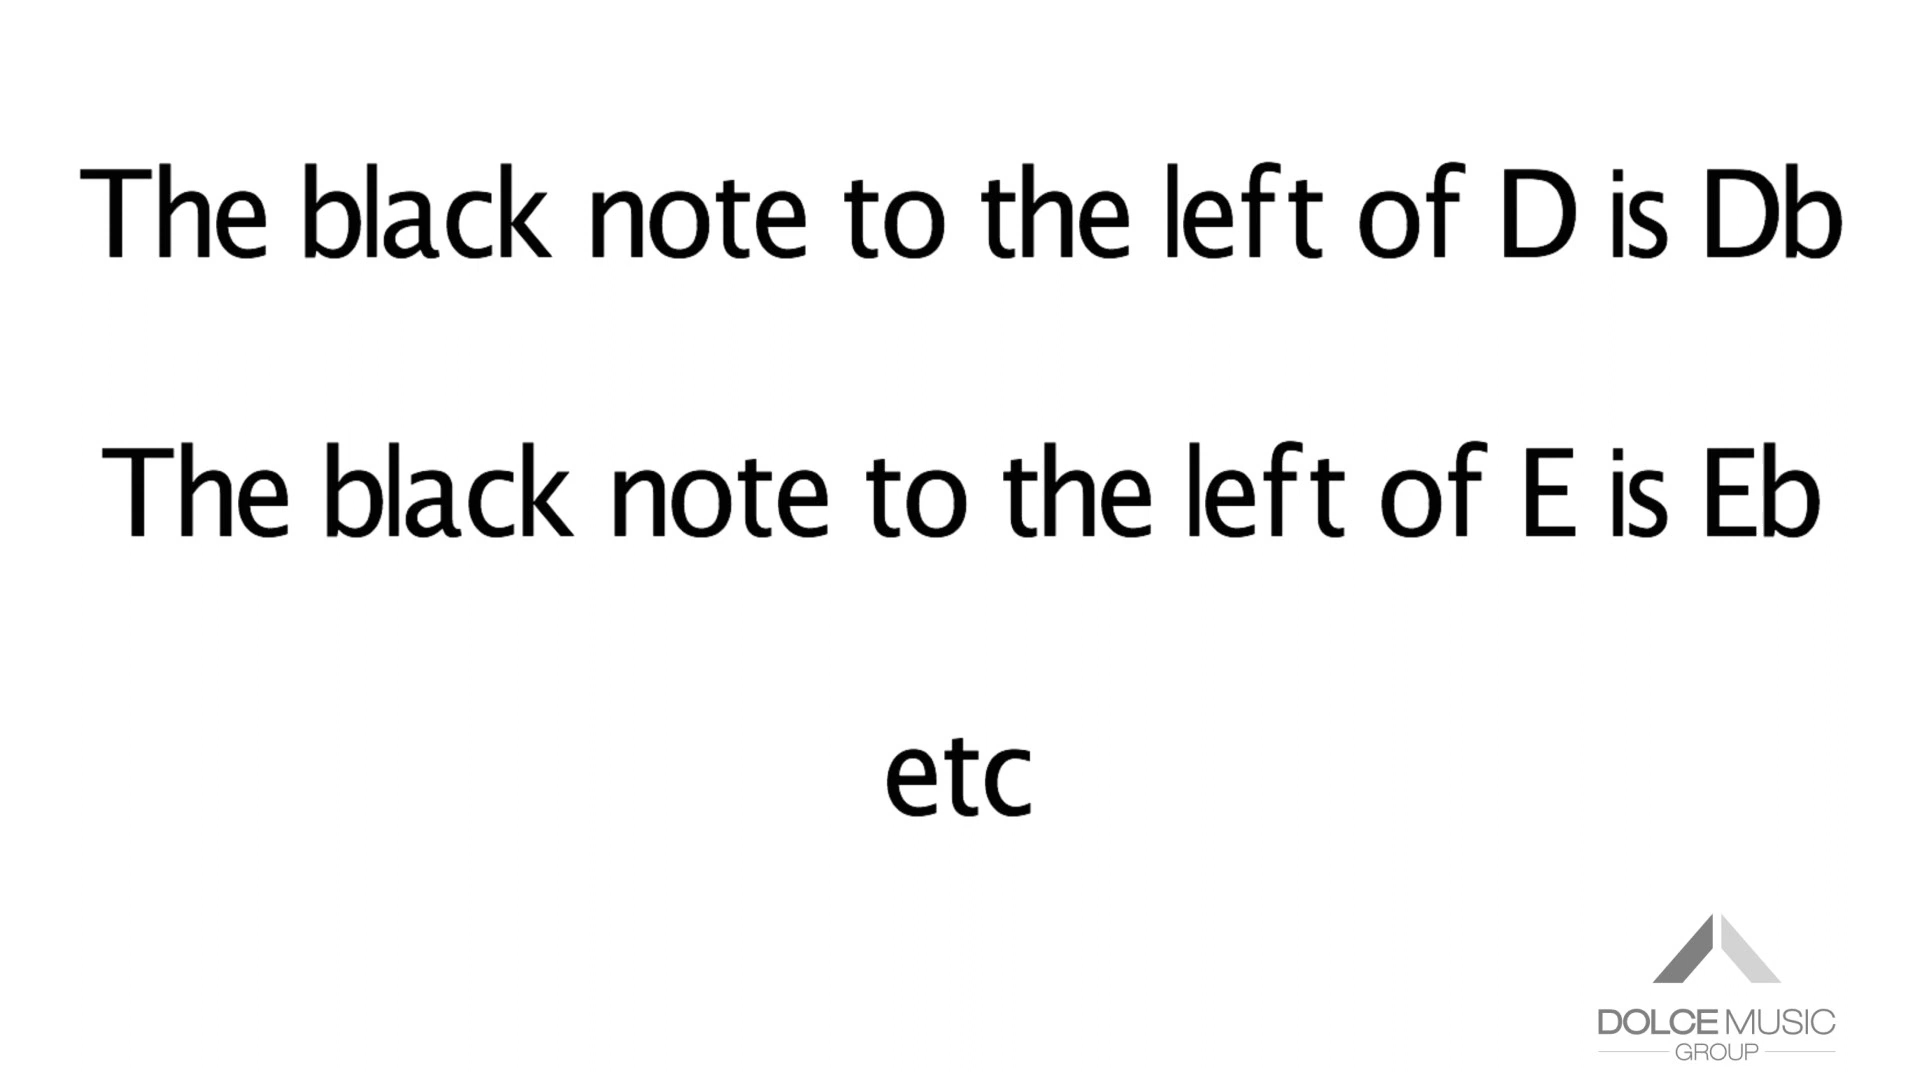 The black note to the left of D is Db
The black note to the left of E is Eb
etc
DOLCE MUSIC
GROUP